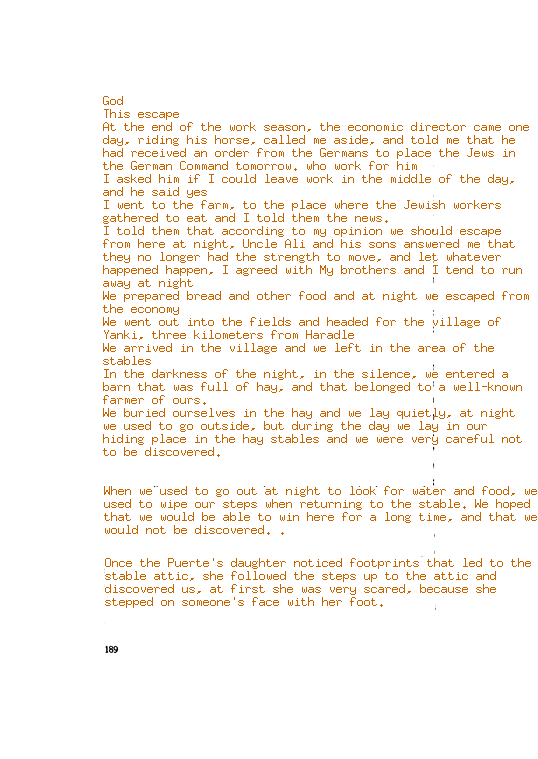 God
This escape
At the end of the work season, the economic director came one
day, riding his horse, called me aside, and told me that he
had received an order from the Germans to place the Jews in
the German Command tomorrow. who work for him
I asked him if I could leave work in the middle of the day,
and he said yes
I went to the farm, to the place where the Jewish workers
gathered to eat and I told them the news.
I told them that according to my opinion we should escape
from here at night, Uncle Ali and his sons answered me that
they no longer had the strength to move, and let whatever
happened happen, I agreed with My brothers and I tend to run
away at night
We prepared bread and other food and at night we escaped from
the economy
We went out into the fields and headed for the village of
Yanki, three kilometers from Haradle
We arrived in the village and we left in the area of the
stables
In the darkness of the night, in the silence, we entered a
barn that was full of hay, and that belonged to a well-known
farmer of ours.
We buried ourselves in the hay and we lay quietly, at night
we used to go outside, but during the day we lay in our
hiding place in the hay stables and we were very careful not
to be discovered.
When we used to go out at night to look for water and food, we
used to wipe our steps when returning to the stable. We hoped
that we would be able to win here for a long time, and that we
would not be discovered. .
Once the Puerte's daughter noticed footprints that led to the
stable attic, she followed the steps up to the attic and
discovered us, at first she was very scared, because she
stepped on someone's face with her foot.
189